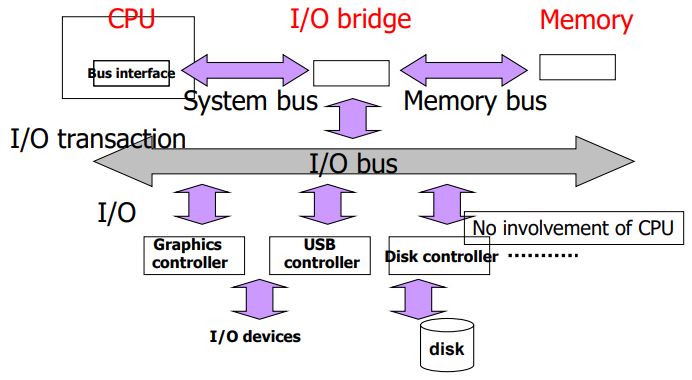 CPU
I/O bridge
Memory
Bus interface
System bus
Memory bus
I/O transaction
I/O bus
I/O
No involvement of CPU
Graphics
controller
USB
controller
Disk controller
I/O devices
disk